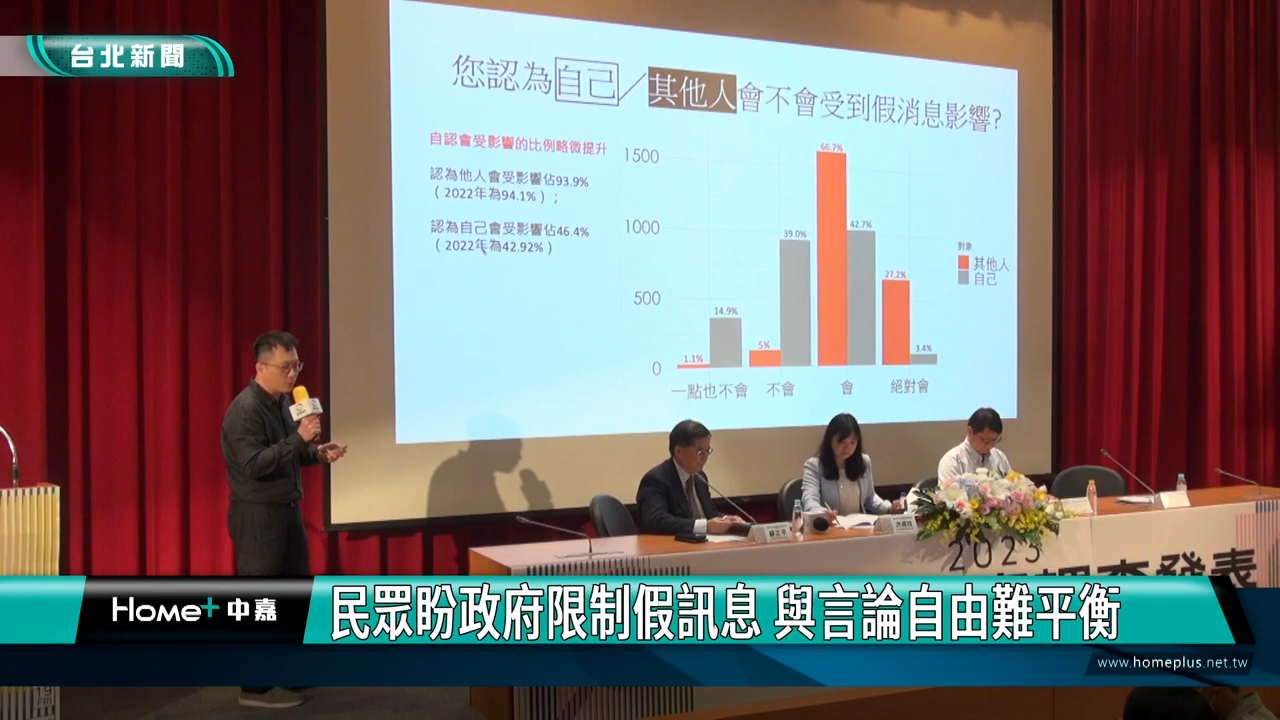 台北新聞
您認為自己/其他人會不會受到假消息影響?
自認會受影響的比例略微提升
認為他人會受影響佔93.9%
(2022年為94.1%);
認為自己會受影響佔46.4%
(2022年為42.92%)
1500
1000
500
0
1.1%
14.9%
5%
39.0%
66.7%
42.7%
27.2%
3.4%
一點也不會
不會
會
絕對會
對象
其他人
自己
2023
調查發表
Home+中嘉
民眾盼政府限制假訊息 與言論自由難平衡
www.homeplus.net.tw